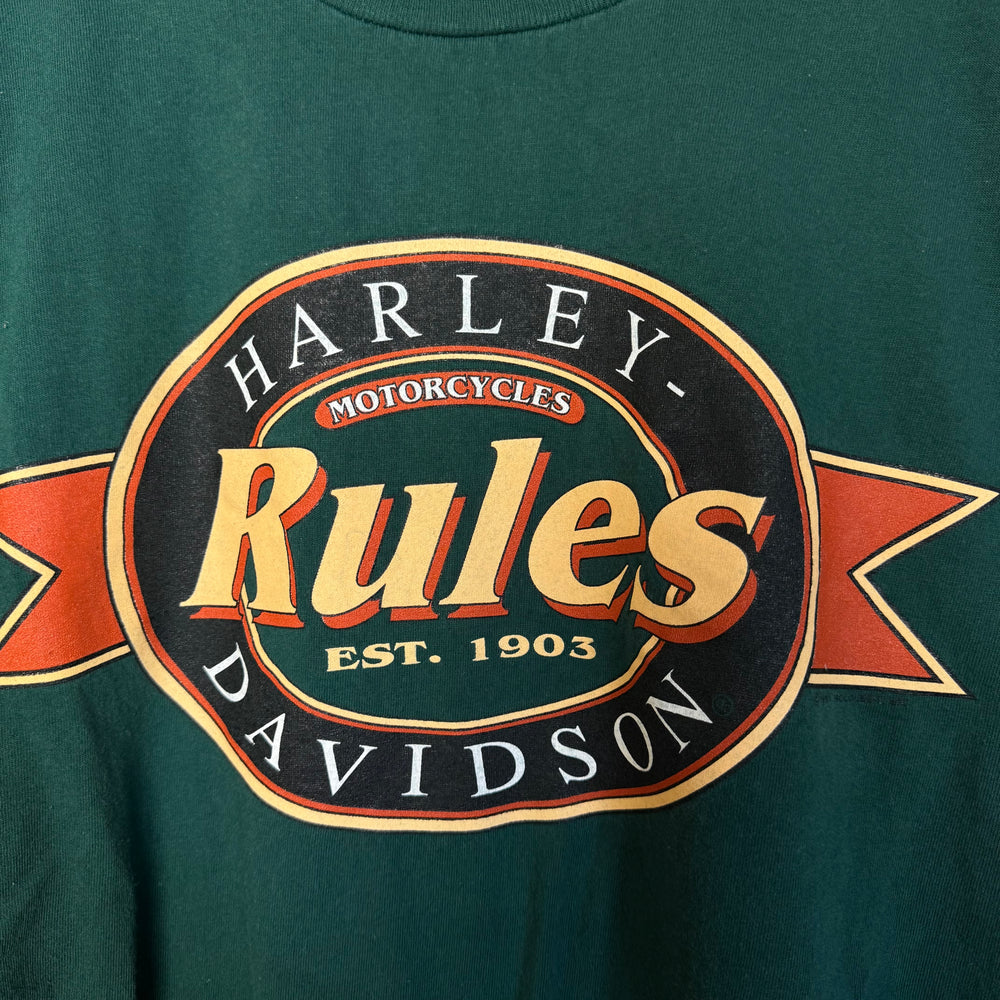 HARLEY-
MOTORCYCLES
Rules
EST. 1903
DAVIDSON®